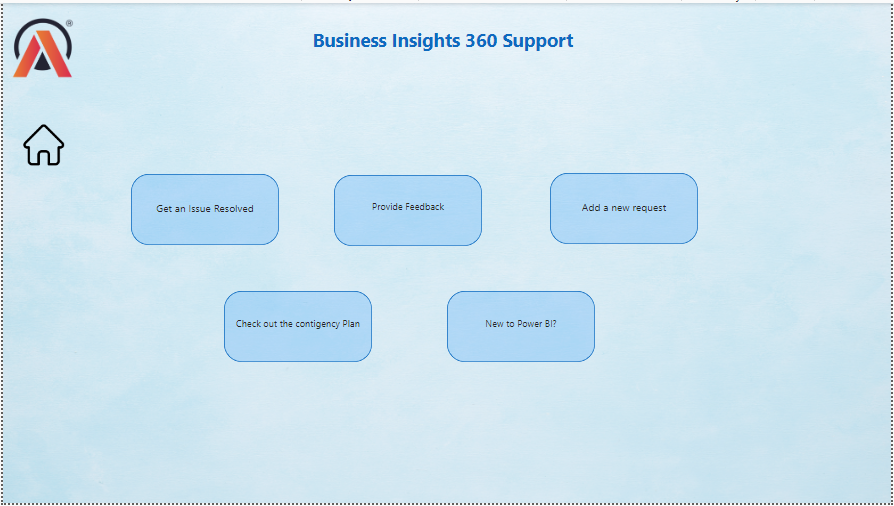 Business Insights 360 Support
®
Get an Issue Resolved
Provide Feedback
Add a new request
Check out the contigency Plan
New to Power BI?